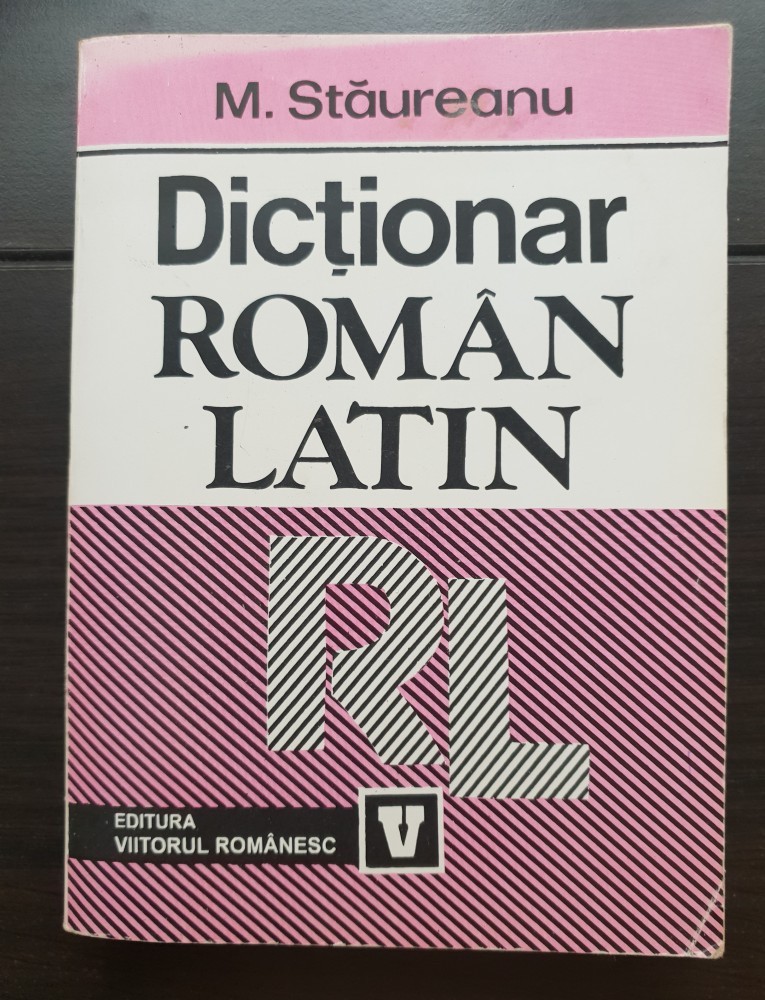 M. Stăureanu
Dicționar
ROMÂN
LATIN
RL
EDITURA
VIITORUL ROMÂNESC
V